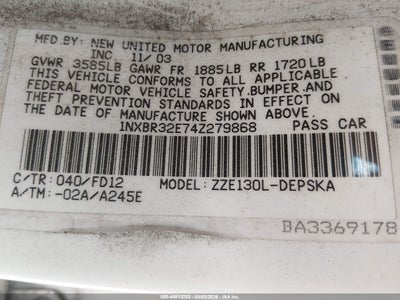 MFD.BY: NEW UNITED MOTOR MANUFACTURING
INC 11/03
GVWR 3585LB GAWR FR 1885LB RR 1720LB
THIS VEHICLE CONFORMS TO ALL APPLICABLE
FEDERAL MOTOR VEHICLE SAFETY,BUMPER,AND
THEFT PREVENTION STANDARDS IN EFFECT ON
THE DATE OF MANUFACTURE SHOWN ABOVE.
1NXBR32E74Z279868 PASS CAR
C/TR:040/FD12 MODEL:ZZE130L-DEPSKA
A/TM:-02A/A245E
BA3369178